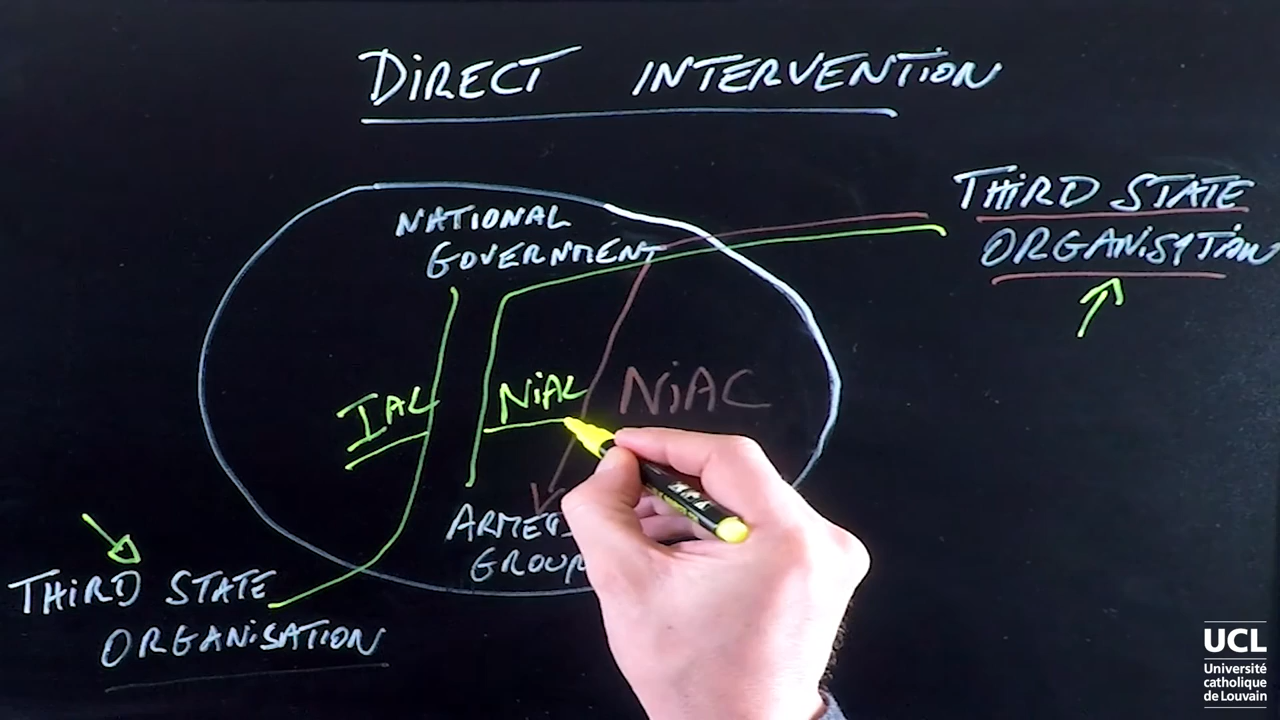 DiRECT INTERVENTiON
THiRD STATE
ORGANiSATiON
NATIONAL
GOVERNMENT
NiAC
NiAC
IAC
ARMED
GROUP
THiRD STATE
ORGANiSATiON
UCL
Université
catholique
de Louvain